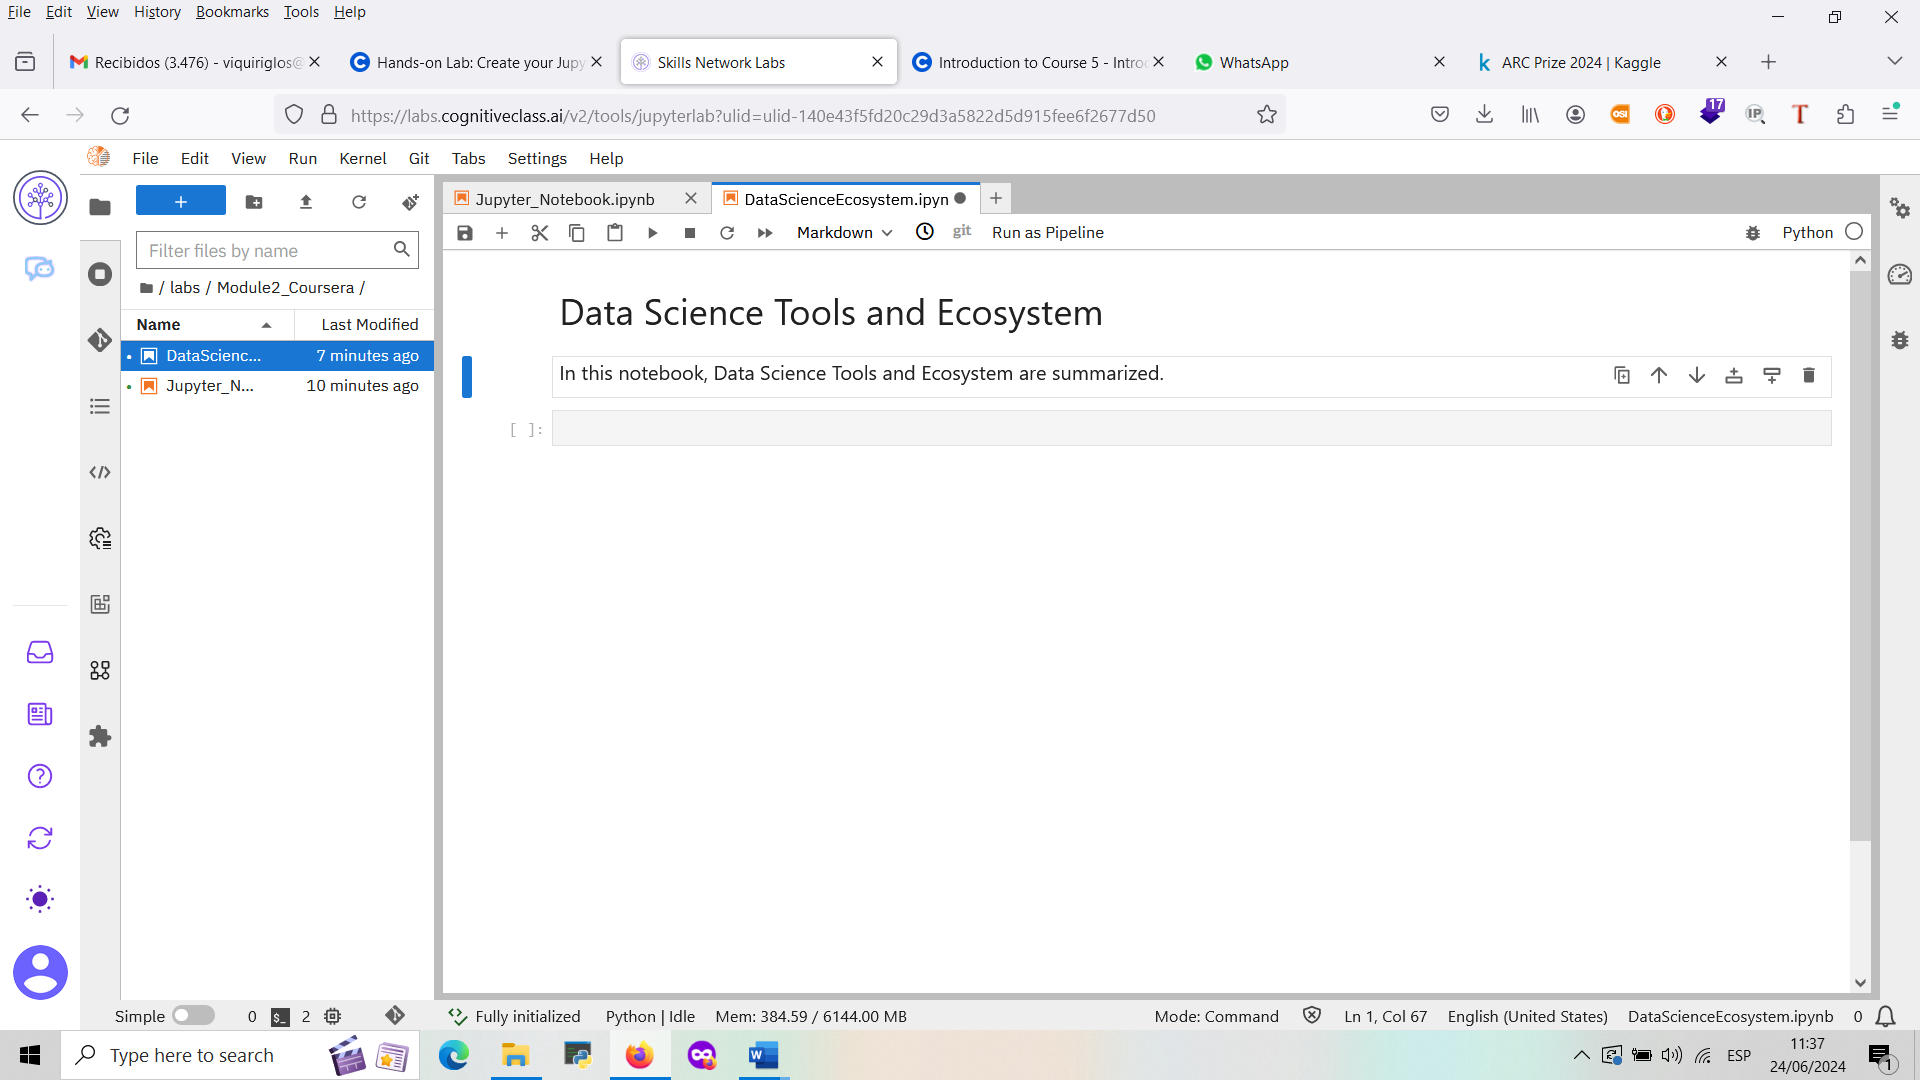 File Edit View History Bookmarks Tools Help
Recibidos (3.476) - viquiriglos@
Hands-on Lab: Create your Jupy
Skills Network Labs
Introduction to Course 5 - Intro
WhatsApp
ARC Prize 2024 | Kaggle
https://labs.cognitiveclass.ai/v2/tools/jupyterlab?ulid=ulid-140e43f5fd20c29d3a5822d5d915fee6f2677d50
OSI
17
IP
T
File Edit View Run Kernel Git Tabs Settings Help
Jupyter_Notebook.ipynb
DataScienceEcosystem.ipyn
Markdown
git
Run as Pipeline
Python
Filter files by name
/ labs / Module2_Coursera /
Name Last Modified
DataScienc... 7 minutes ago
Jupyter_N... 10 minutes ago
Data Science Tools and Ecosystem
In this notebook, Data Science Tools and Ecosystem are summarized.
[ ]:
Simple 0 $_ 2 Fully initialized Python | Idle Mem: 384.59 / 6144.00 MB Mode: Command Ln 1, Col 67 English (United States) DataScienceEcosystem.ipynb 0
Type here to search
ESP
11:37
24/06/2024
1